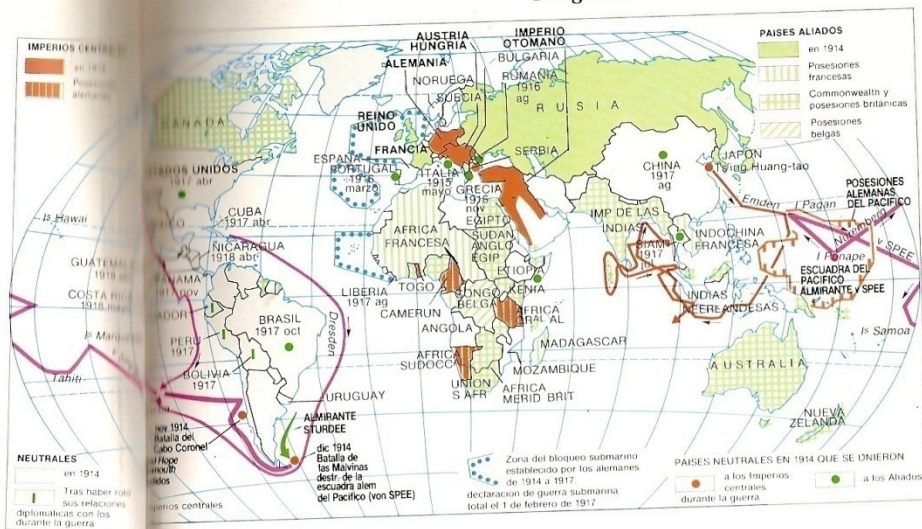 IMPERIOS CENTRALES
en 1914
Posesiones
alemanas
AUSTRIA
HUNGRIA
IMPERIO
OTOMANO
ALEMANIA
BULGARIA
NORUEGA
RUMANIA
1916
ag
SUECIA
REINO
UNIDO
RUSIA
FRANCIA
SERBIA
ESPAÑA
PORTUGAL
1916
marzo
ITALIA
1915
mayo
GRECIA
1916
nov
PAISES ALIADOS
en 1914
Posesiones
francesas
Commonwealth y
posesiones británicas
Posesiones
belgas
CANADA
ESTADOS UNIDOS
1917 abr
Is Hawai
CUBA
1917 abr
NICARAGUA
1918 abr
GUATEMALA
COSTA
PANAMA
nov
BRASIL
1917 oct
PERU
1917
BOLIVIA
1917
URUGUAY
Dresden
Is
Tahiti
CHINA
1917
ag
JAPON
Tsing Huang-tao
POSESIONES
ALEMANAS
DEL PACIFICO
Emden
I Pagan
Nüremberg
v SPEE
I Ponape
ESCUADRA DEL
PACIFICO
ALMIRANTE v SPEE
IMP DE LAS
INDIAS
SIAM
1917
INDOCHINA
FRANCESA
INDIAS
NEERLANDESAS
Is Samoa
AUSTRALIA
NUEVA
ZELANDA
AFRICA
FRANCESA
EGIPTO
SUDAN
ANGLO
EGIP
ETIOPIA
KENIA
LIBERIA
1917 ag
TOGO
CAMERUN
CONGO
BELGA
ANGOLA
AFRICA
ORAL AL
MADAGASCAR
AFRICA
SUDOCC
MOZAMBIQUE
UNION
S AFR
AFRICA
MERID BRIT
nov 1914
Batalla del
Cabo Coronel
ALMIRANTE
STURDEE
dic 1914
Batalla de
las Malvinas
destr. de la
escuadra alem
del Pacífico (von SPEE)
NEUTRALES
en 1914
Tras haber roto
sus relaciones
diplomáticas con los
imperios centrales
durante la guerra
Zona del bloqueo submarino
establecido por los alemanes
de 1914 a 1917:
declaracion de guerra submarina
total el 1 de febrero de 1917
PAISES NEUTRALES EN 1914 QUE SE UNIERON
a los Imperios
centrales
a los Aliados
durante la guerra